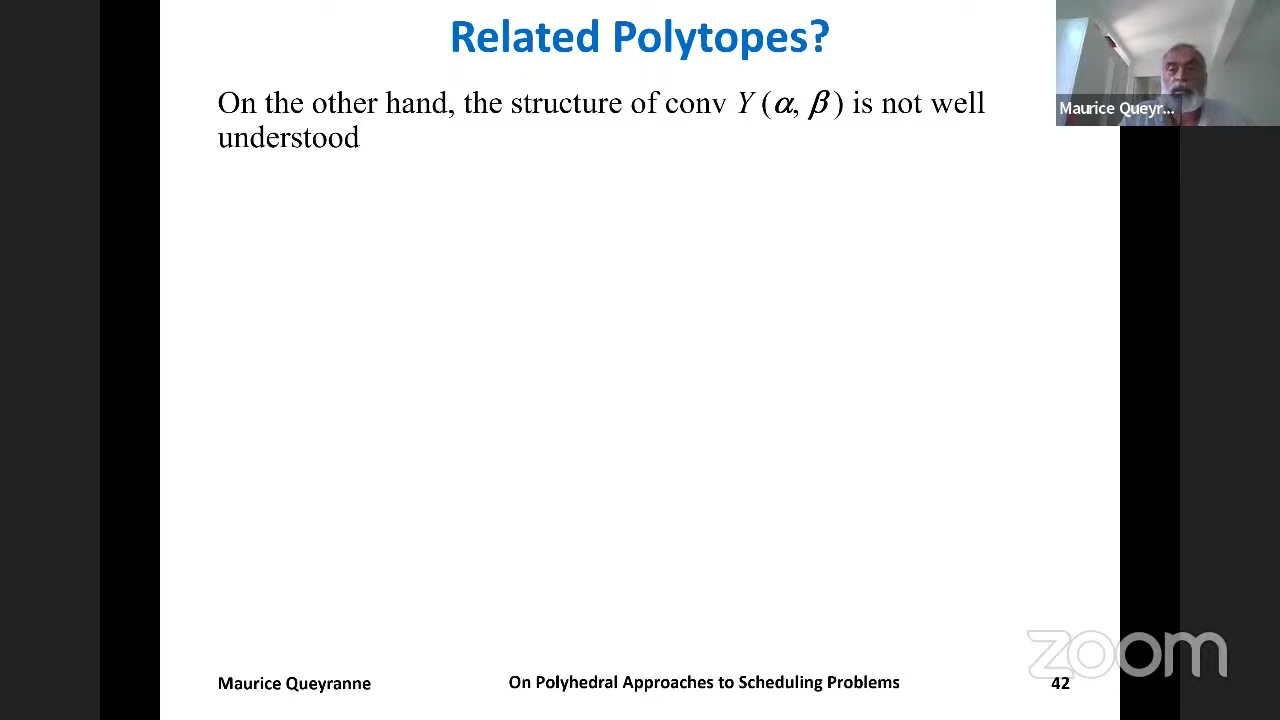 Related Polytopes?
On the other hand, the structure of conv Y (α, β) is not well
understood
Maurice Queyr...
zoom
Maurice Queyranne
On Polyhedral Approaches to Scheduling Problems
42